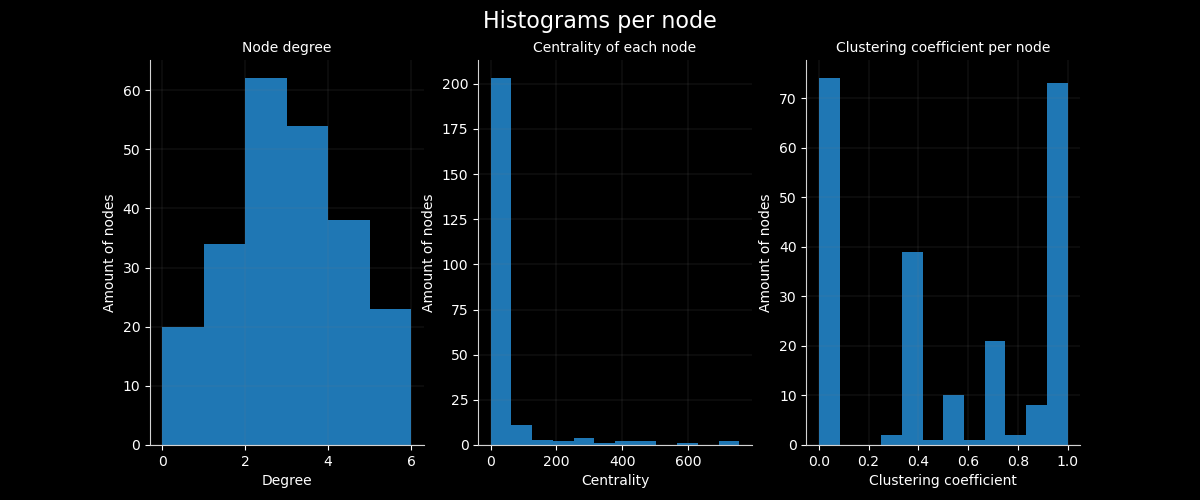 Histograms per node
Node degree
Amount of nodes
60
50
40
30
20
10
0
0 2 4 6
Degree
Centrality of each node
Amount of nodes
200
175
150
125
100
75
50
25
0
0 200 400 600
Centrality
Clustering coefficient per node
Amount of nodes
70
60
50
40
30
20
10
0
0.0 0.2 0.4 0.6 0.8 1.0
Clustering coefficient